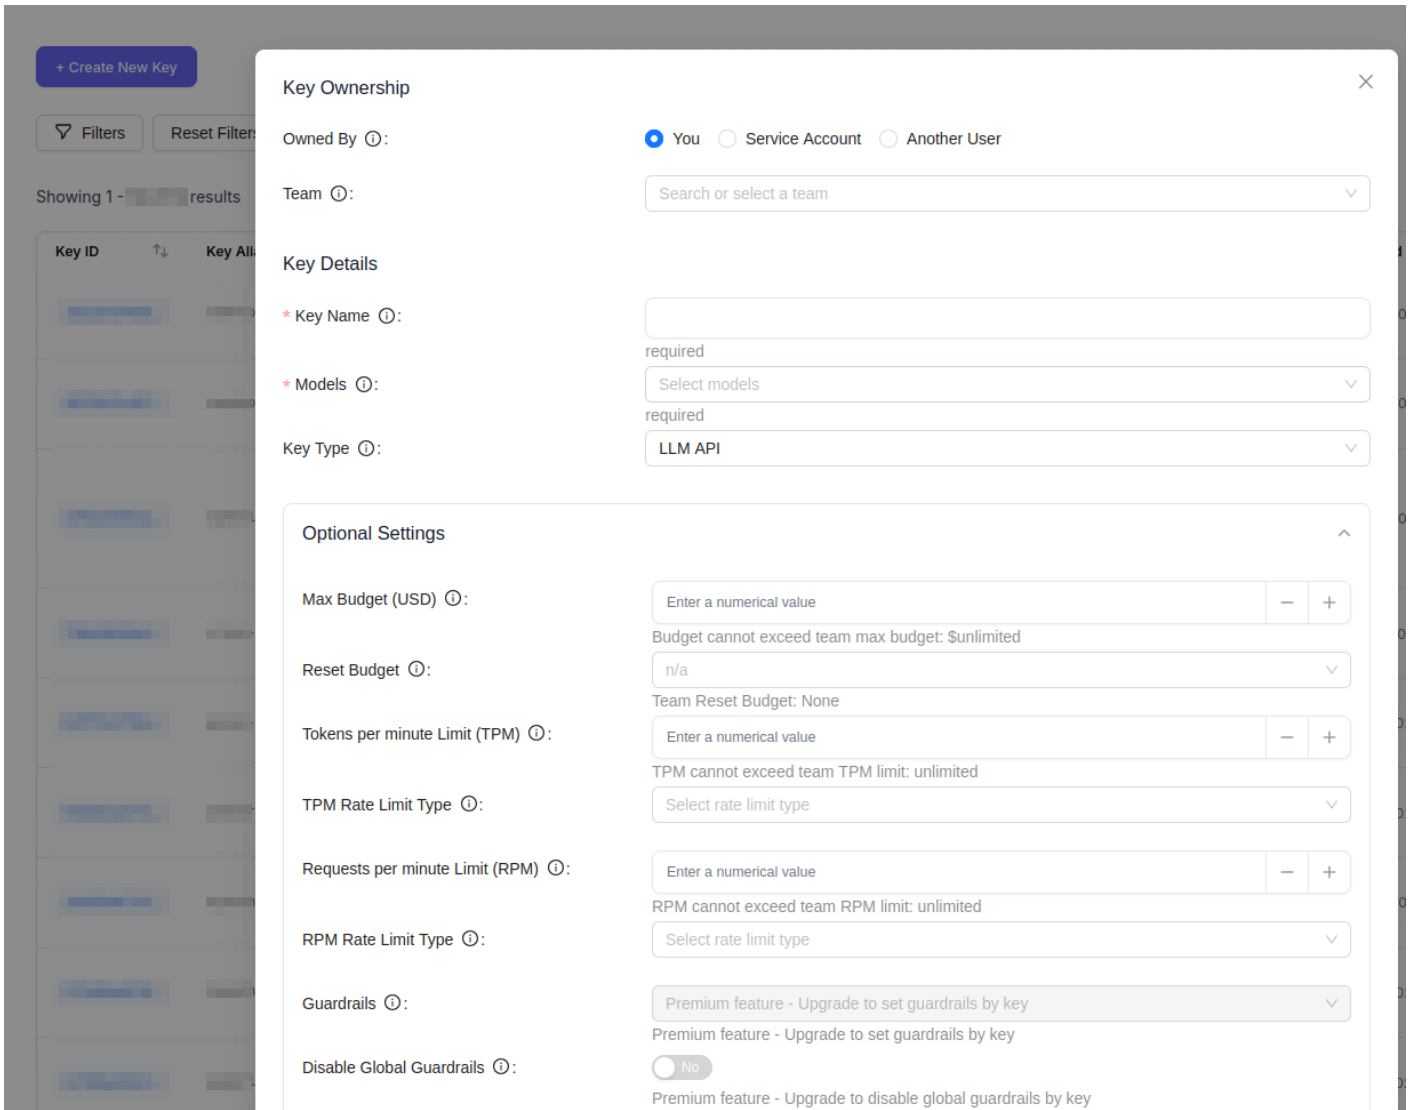 + Create New Key
Filters
Reset Filters
Showing 1 -
results
Key ID
Key Ali
Key Ownership
Owned By :
You
Service Account
Another User
Team :
Search or select a team
Key Details
* Key Name :
required
* Models :
Select models
required
Key Type :
LLM API
Optional Settings
Max Budget (USD) :
Enter a numerical value
Budget cannot exceed team max budget: $unlimited
Reset Budget :
n/a
Team Reset Budget: None
Tokens per minute Limit (TPM) :
Enter a numerical value
TPM cannot exceed team TPM limit: unlimited
TPM Rate Limit Type :
Select rate limit type
Requests per minute Limit (RPM) :
Enter a numerical value
RPM cannot exceed team RPM limit: unlimited
RPM Rate Limit Type :
Select rate limit type
Guardrails :
Premium feature - Upgrade to set guardrails by key
Premium feature - Upgrade to set guardrails by key
Disable Global Guardrails :
No
Premium feature - Upgrade to disable global guardrails by key